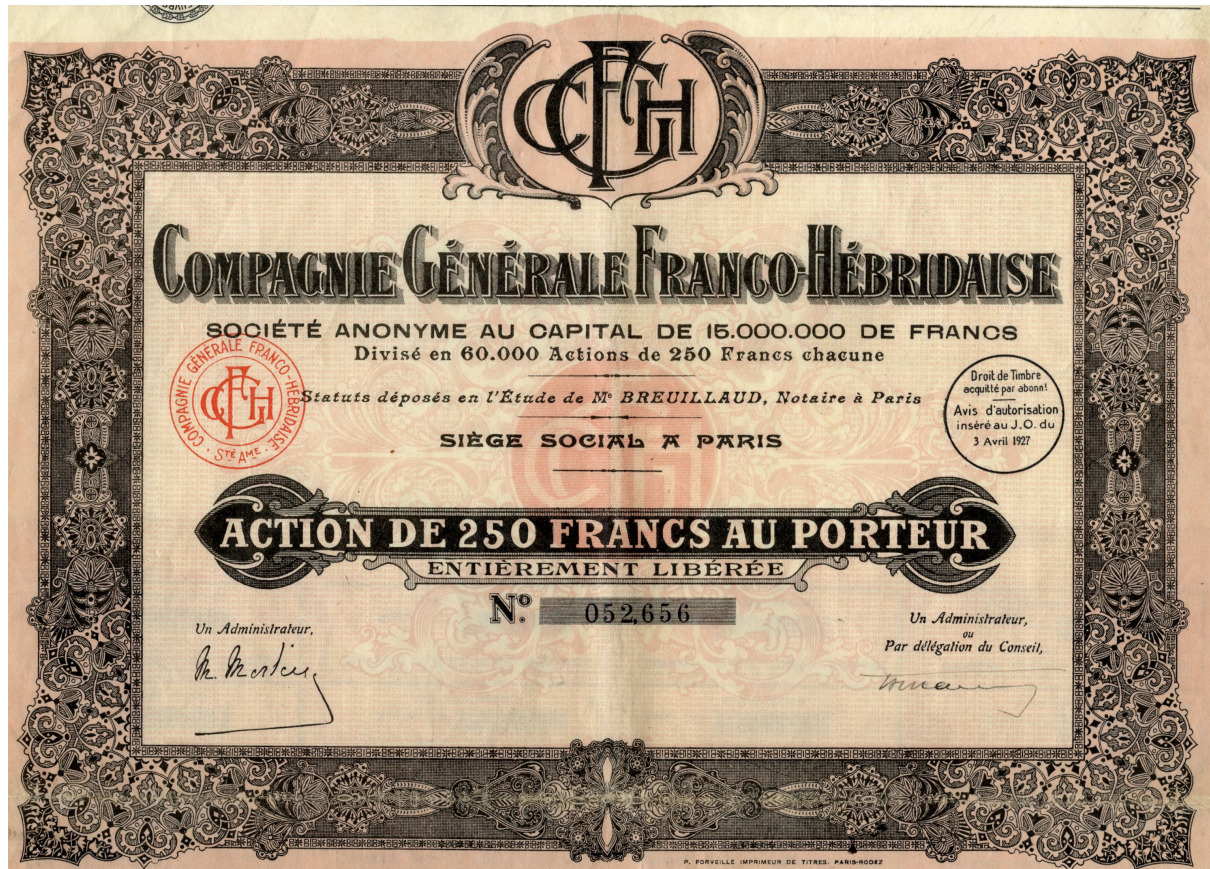 CGFH
COMPAGNIE GÉNÉRALE FRANCO-HÉBRIDAISE
SOCIÉTÉ ANONYME AU CAPITAL DE 15.000.000 DE FRANCS
Divisé en 60.000 Actions de 250 Francs chacune
Statuts déposés en l'Étude de Me BREUILLAUD, Notaire à Paris
SIÈGE SOCIAL A PARIS
COMPAGNIE GÉNÉRALE FRANCO-HÉBRIDAISE
STÉ AME
CGFH
Droit de Timbre
acquitté par abonnt
Avis d'autorisation
inséré au J.O. du
3 Avril 1927
ACTION DE 250 FRANCS AU PORTEUR
ENTIÈREMENT LIBÉRÉE
No. 052,656
Un Administrateur,
Un Administrateur,
ou
Par délégation du Conseil,
P. FORVEILLE IMPRIMEUR DE TITRES. PARIS-RODEZ